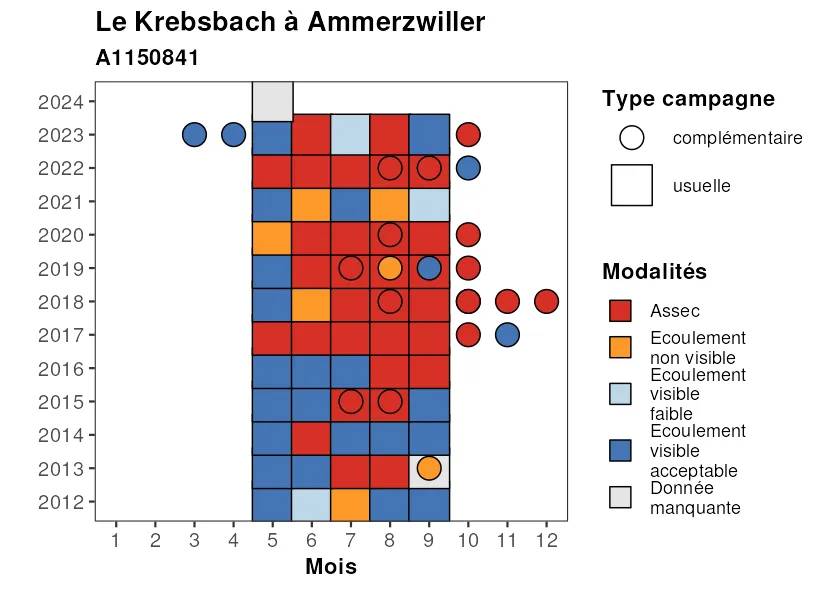 Le Krebsbach à Ammerzwiller
A1150841
2024
2023
2022
2021
2020
2019
2018
2017
2016
2015
2014
2013
2012
1 2 3 4 5 6 7 8 9 10 11 12
Mois
Type campagne
complémentaire
usuelle
Modalités
Assec
Ecoulement
non visible
Ecoulement
visible
faible
Ecoulement
visible
acceptable
Donnée
manquante